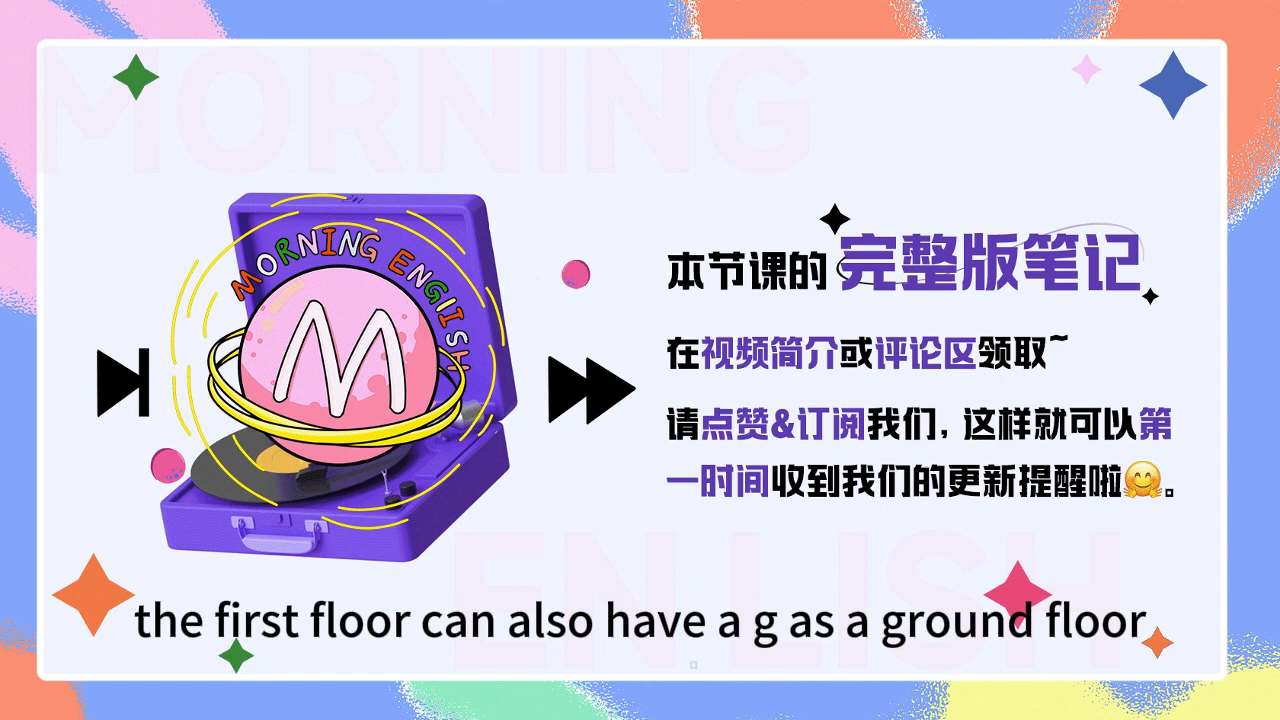 MORNING
MORNING ENGlISH
M
本节课的 完整版笔记
在视频简介或评论区领取~
请点赞&订阅我们，这样就可以第
一时间收到我们的更新提醒啦🤗。
EN LISH
the first floor can also have a g as a ground floor